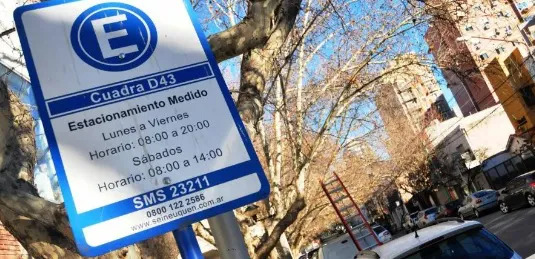 E
Cuadra D43
Estacionamiento Medido
Lunes a Viernes
Horario: 08:00 a 20:00
Sábados
Horario: 08:00 a 14:00
SMS 23211
0800 122 2586
www.seineuquen.com.ar